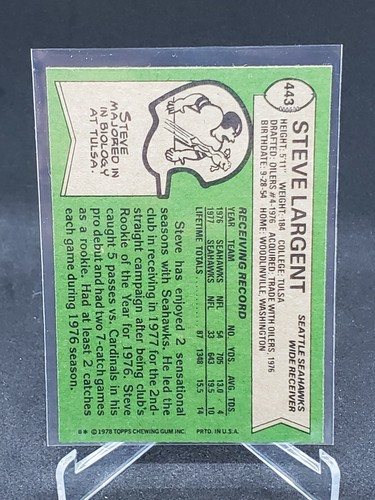 443
STEVE LARGENT
SEATTLE SEAHAWKS
WIDE RECEIVER
HEIGHT: 5'11" WEIGHT: 184 COLLEGE: TULSA
DRAFTED: OILERS #4-1976 ACQUIRED: TRADE WITH OILERS, 1976
BIRTHDATE: 9-28-54 HOME: WOODINVILLE, WASHINGTON
RECEIVING RECORD
YEAR TEAM NO. YDS. AVG. TDS.
1976 SEAHAWKS NFL 54 705 13.0 4
1977 SEAHAWKS NFL 33 643 19.5 10
LIFETIME TOTALS 87 1348 15.5 14
Steve has enjoyed 2 sensational
seasons with Seahawks. He led the
club in receiving in 1977 for the 2nd-
straight campaign after being club's
Rookie of the Year for 1976. Steve
caught 5 passes vs. Cardinals in his
pro debut and had two 7-catch games
as a rookie. Had at least 2 catches
each game during 1976 season.
STEVE
MAJORED IN
IN BIOLOGY
AT TULSA.
** © 1978 TOPPS CHEWING GUM INC. PRTD. IN U.S.A.